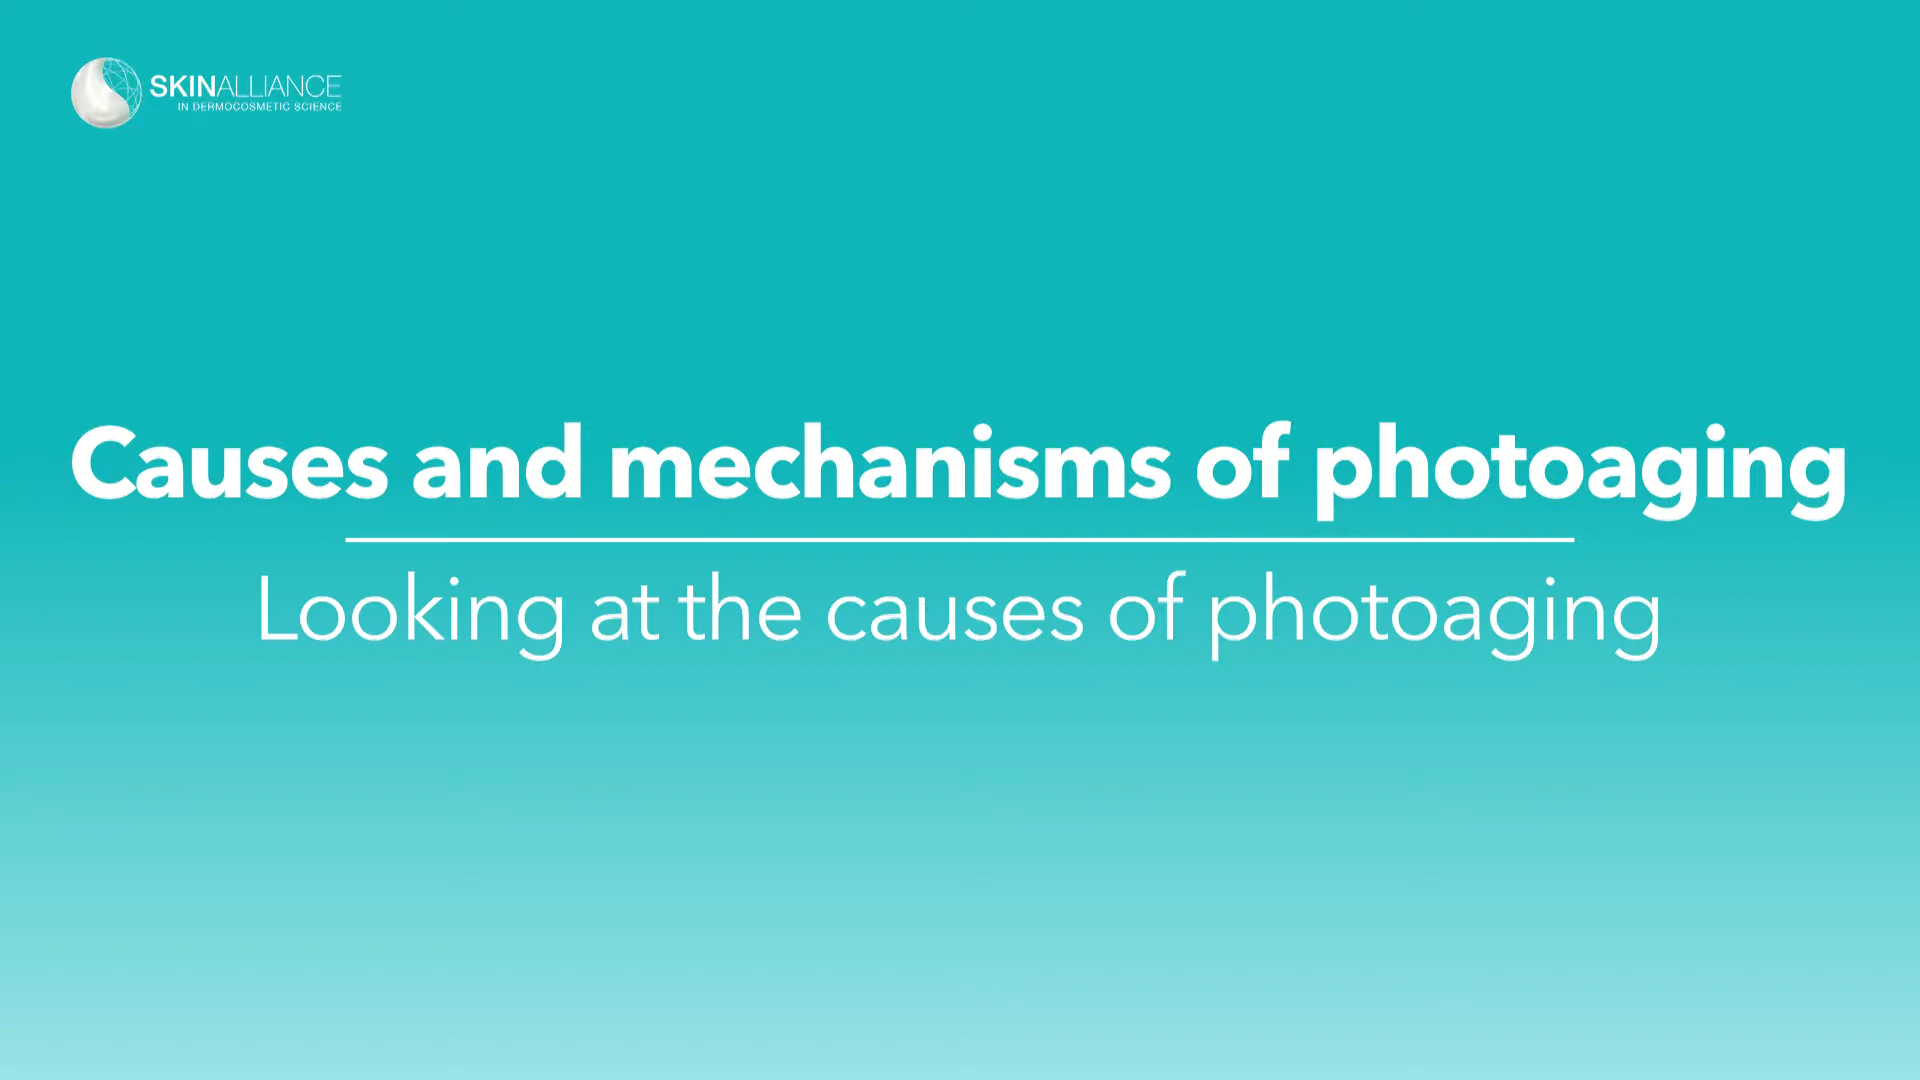 SKINALLIANCE
IN DERMOCOSMETIC SCIENCE
Causes and mechanisms of photoaging
Looking at the causes of photoaging